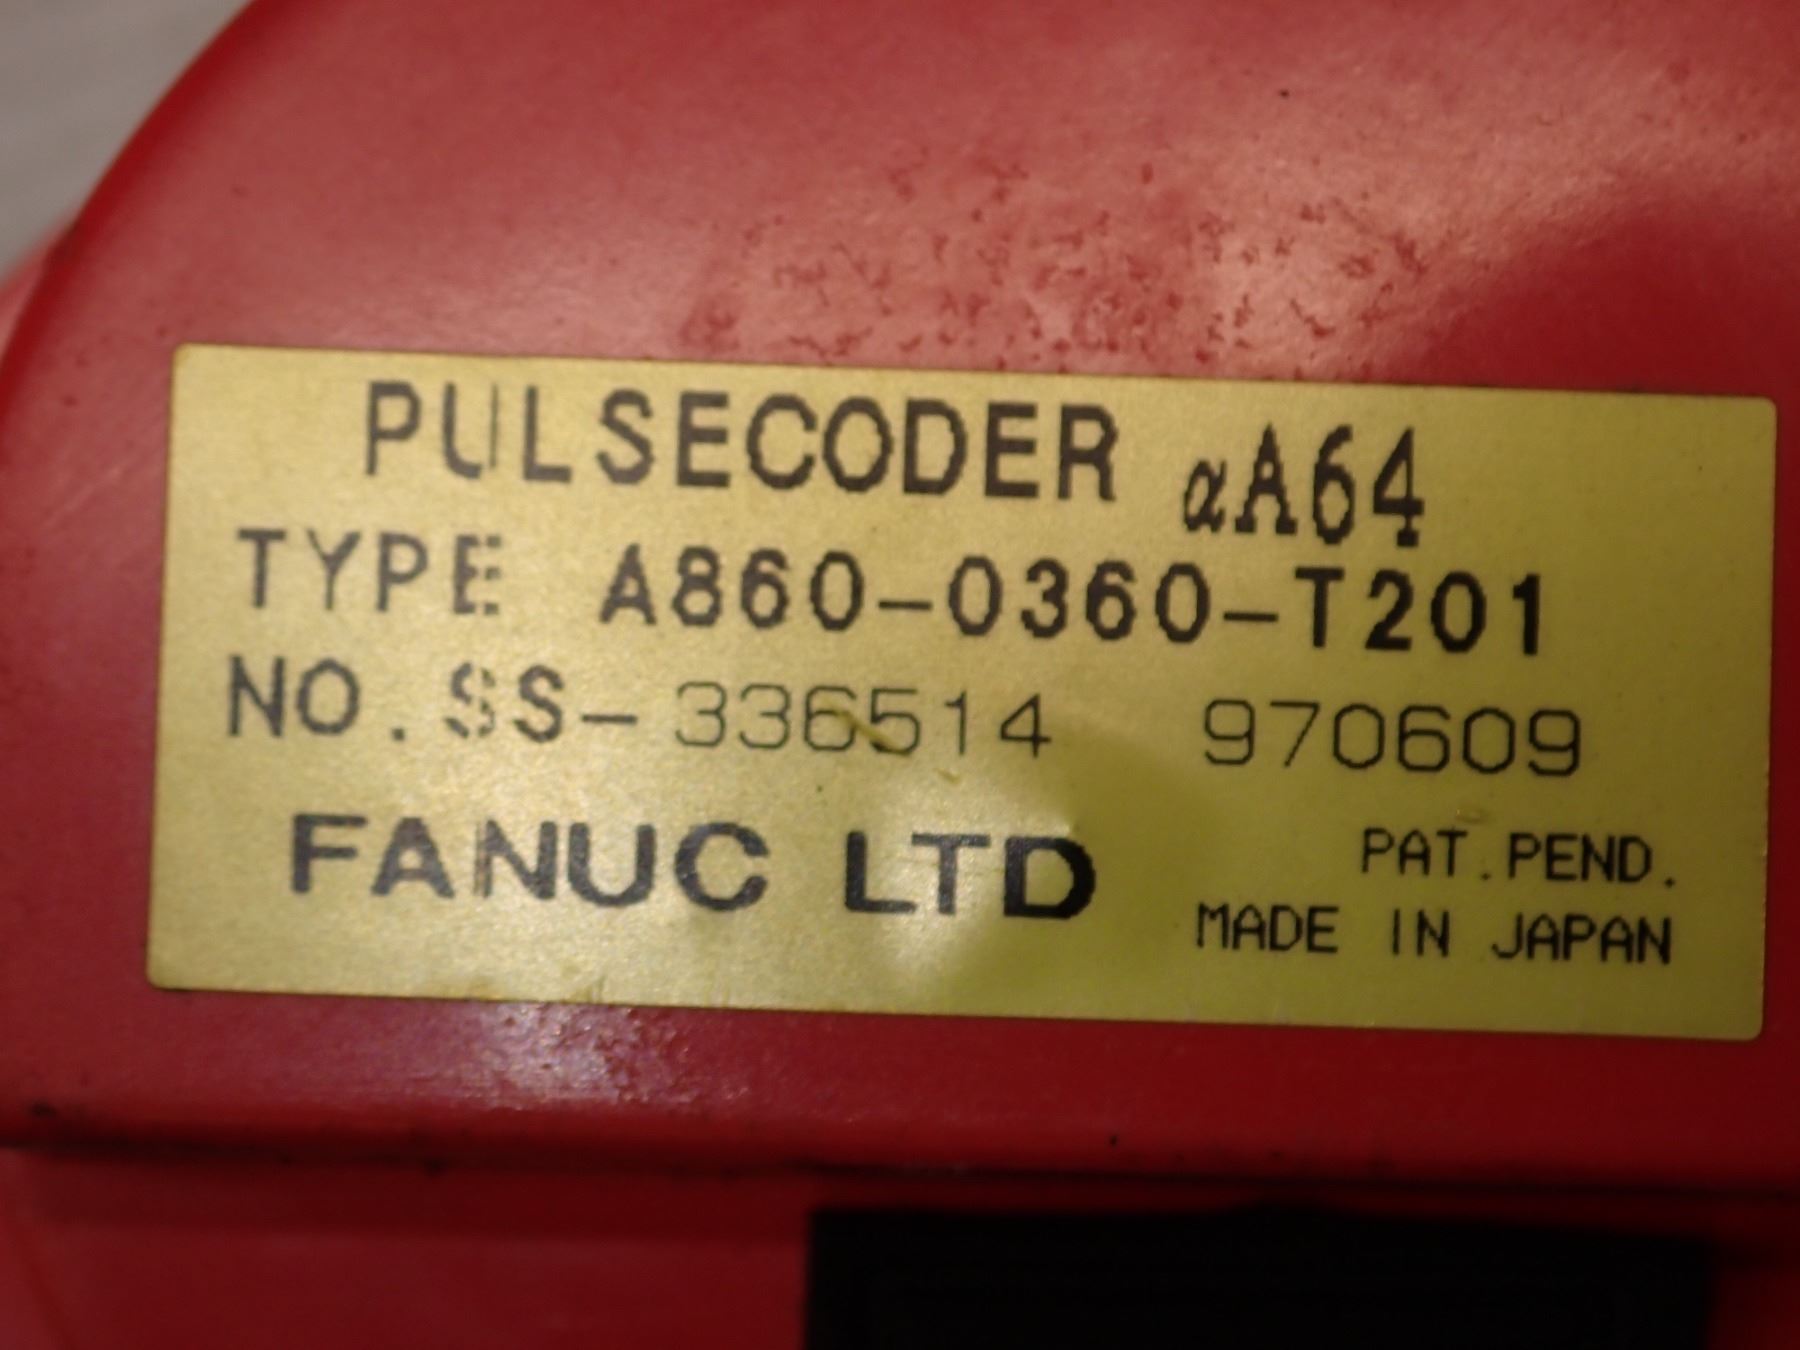 PULSECODER αA64
TYPE A860-0360-T201
NO. SS-336514 970609
FANUC LTD
PAT. PEND.
MADE IN JAPAN